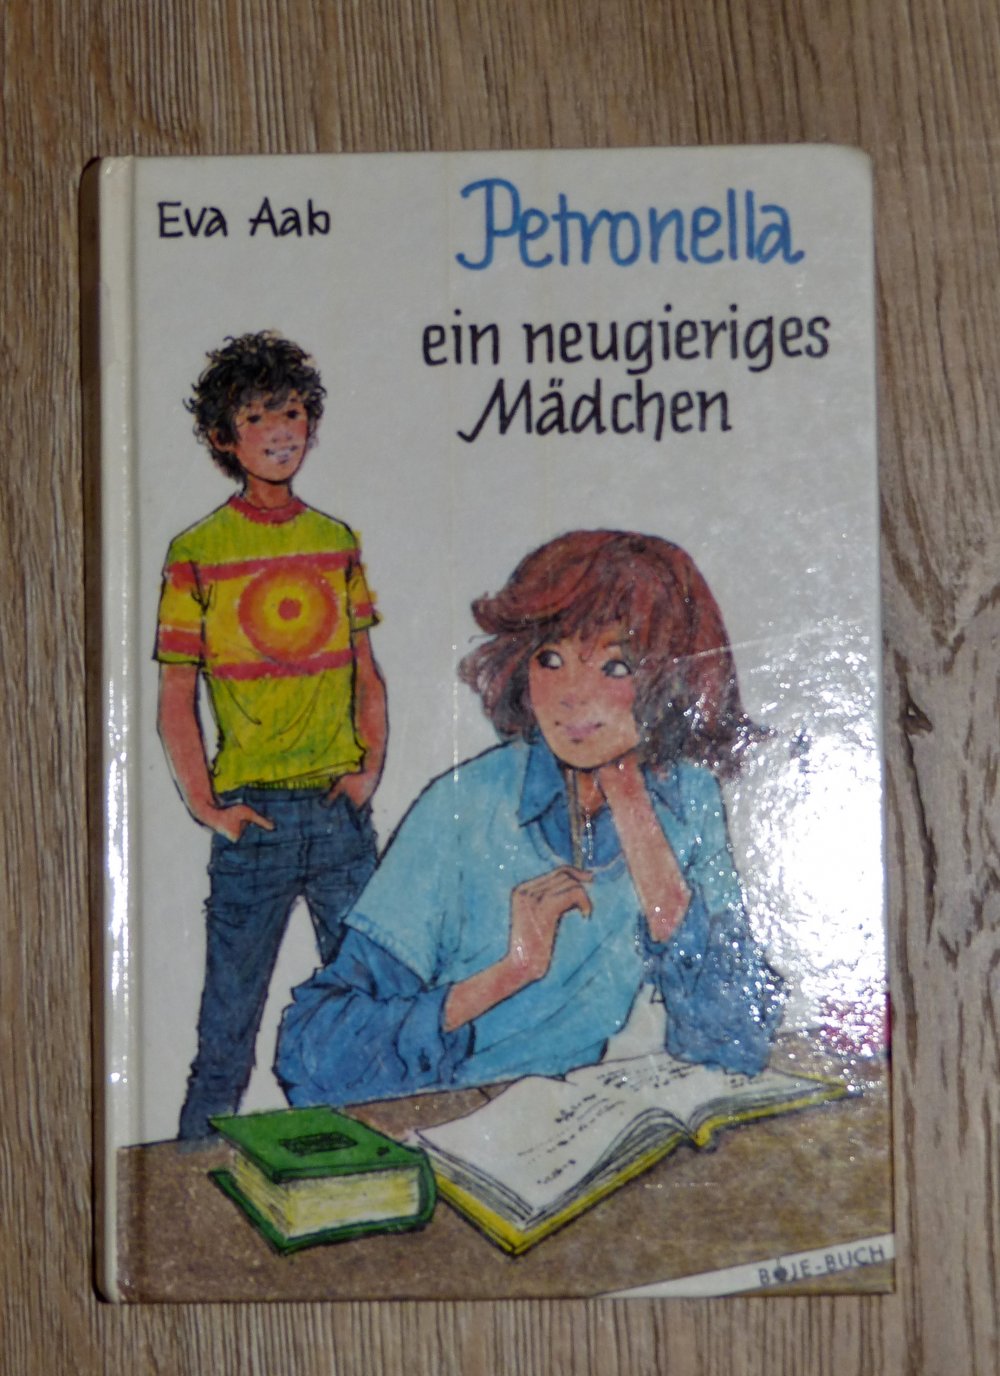 Eva Aab
Petronella
ein neugieriges
Mädchen
BOJE-BUCH